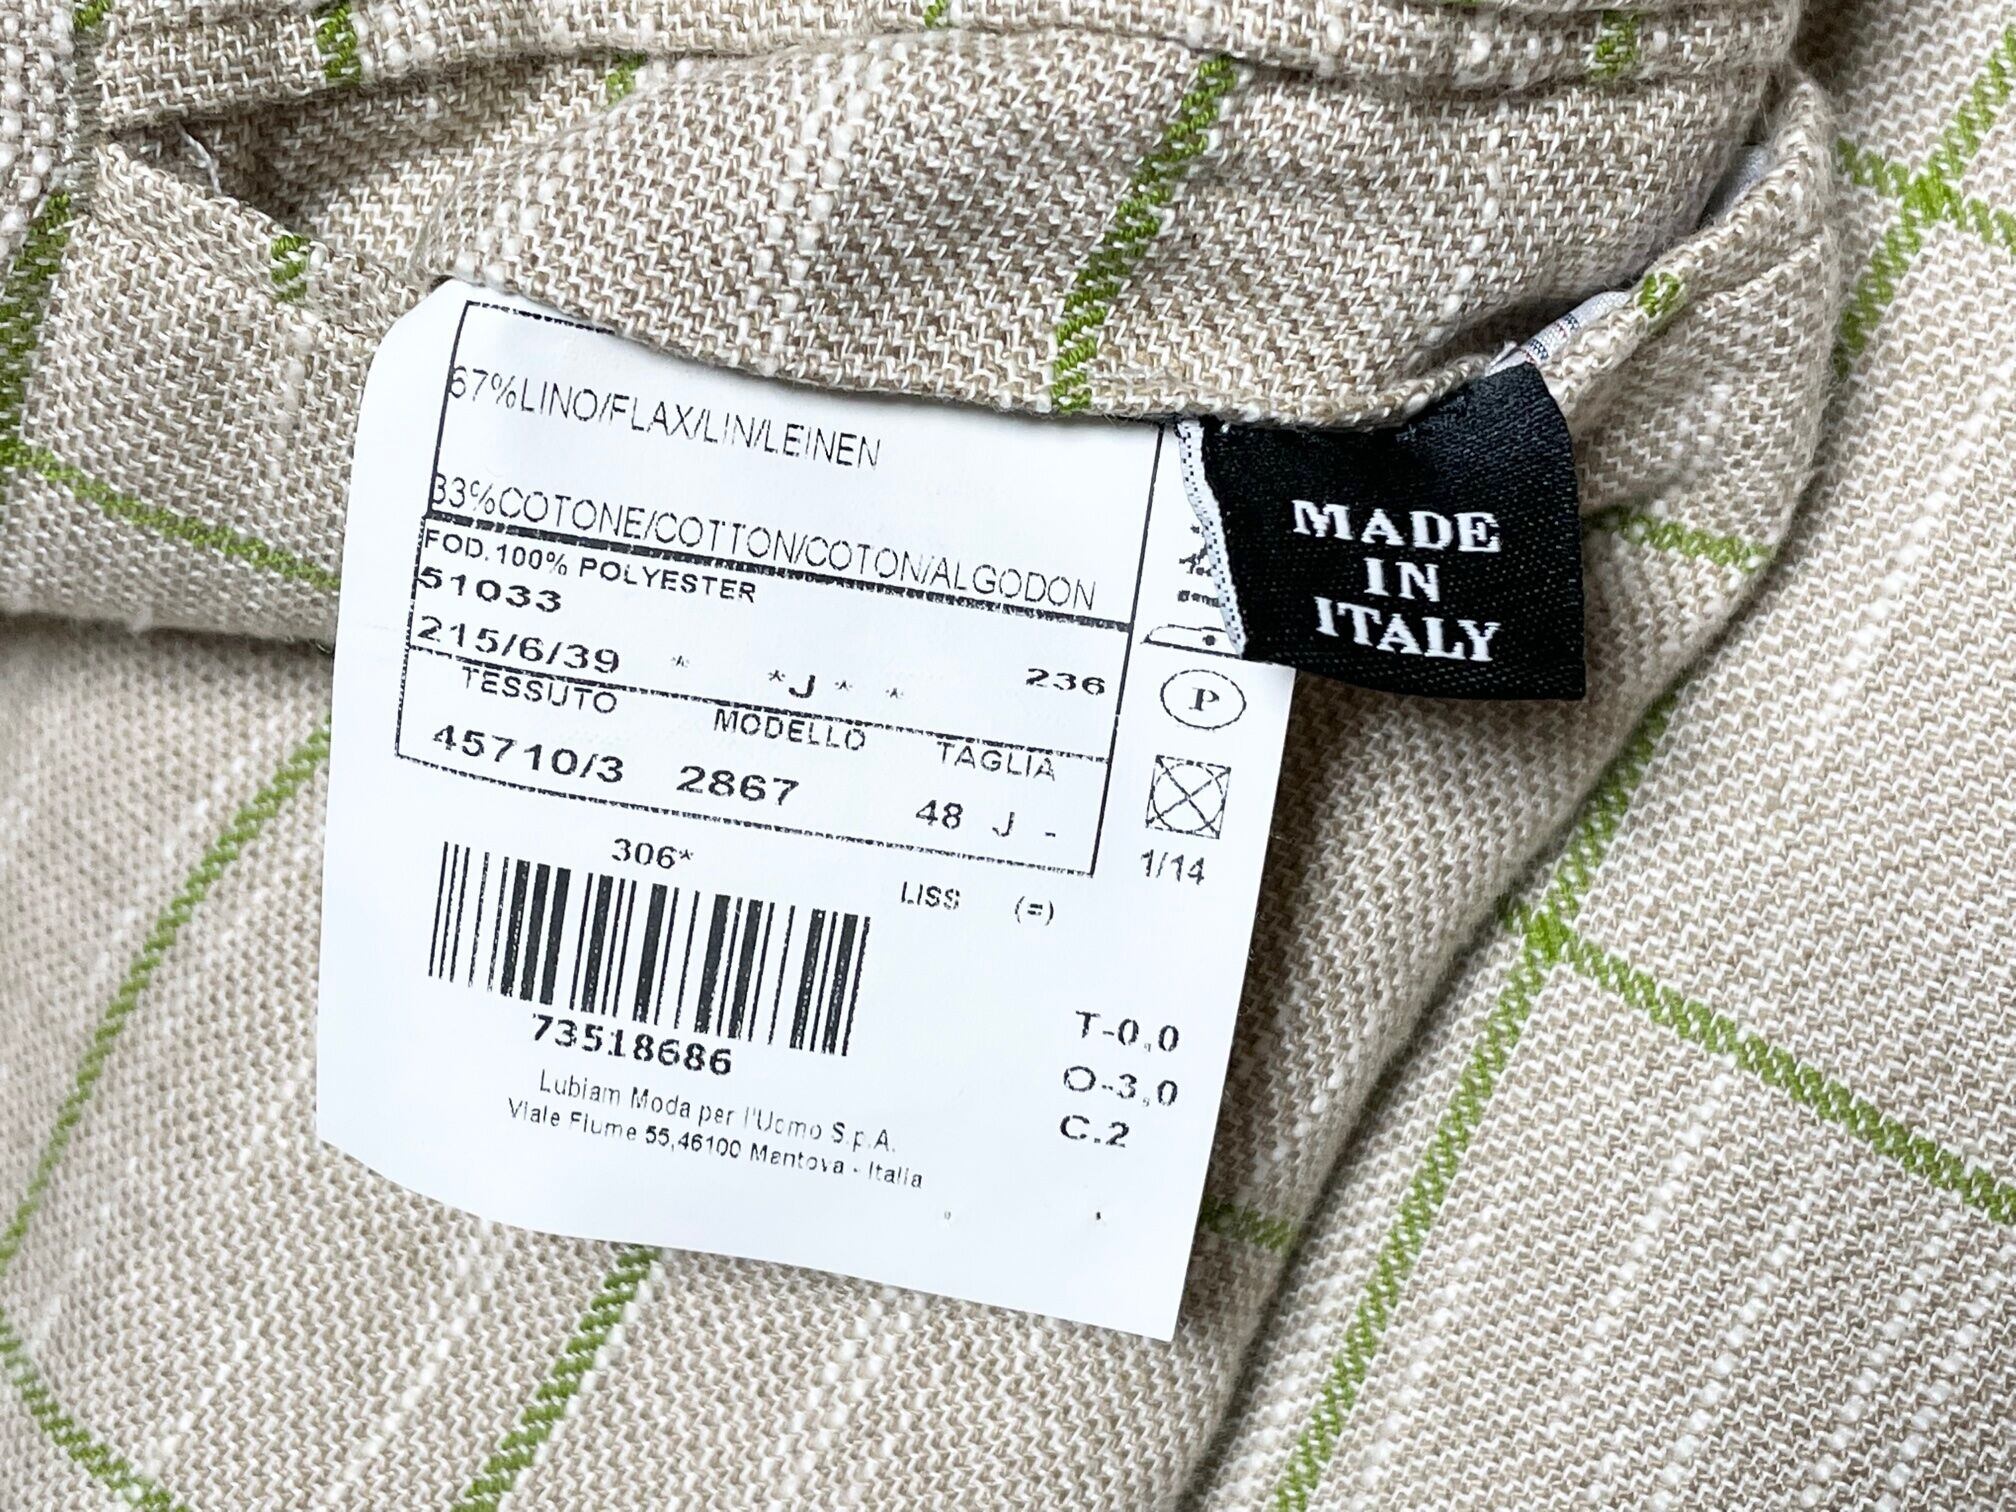 67%LINO/FLAX/LIN/LEINEN
33%COTONE/COTTON/COTON/ALGODON
FOD.100% POLYESTER
51033
215/6/39 * *J * * 236
TESSUTO MODELLO TAGLIA
45710/3 2867 48 J -
306*
LISS (=)
73518686
Lubiam Moda per l'Uomo S.p.A.
Viale Fiume 55,46100 Mantova - Italia
P
1/14
T-0,0
O-3,0
C.2
MADE
IN
ITALY